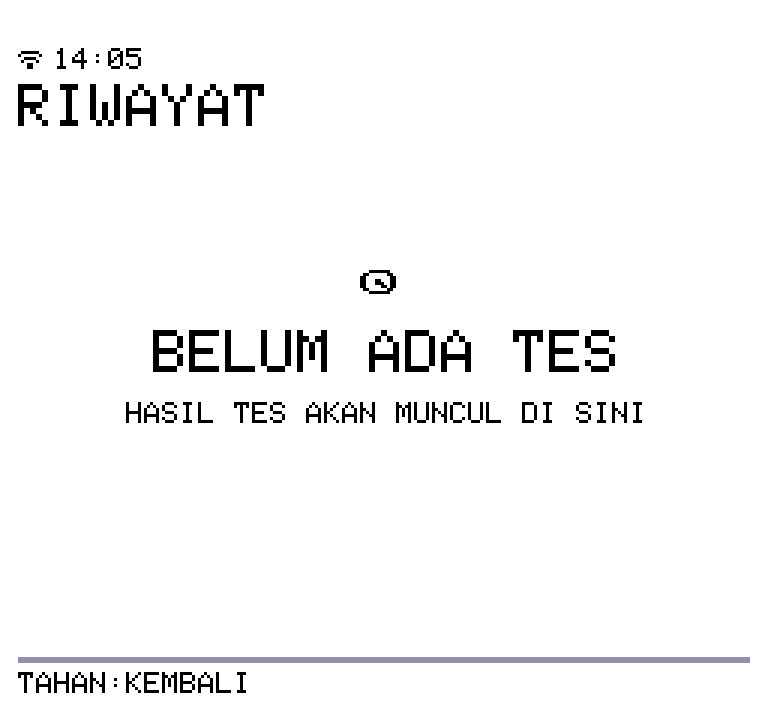 14:05
RIWAYAT
BELUM ADA TES
HASIL TES AKAN MUNCUL DI SINI
TAHAN:KEMBALI